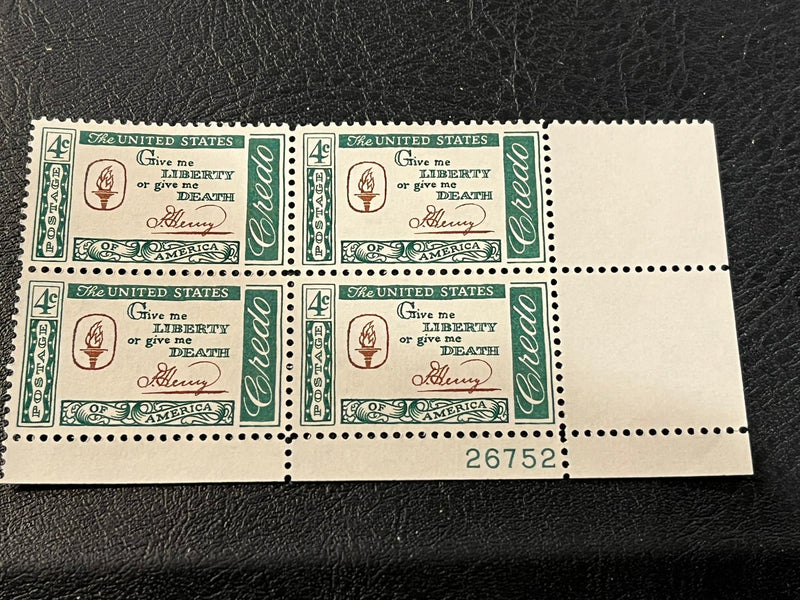 4c The UNITED STATES
POSTAGE
Give me
LIBERTY
or give me
DEATH
P. Henry
OF AMERICA
Credo
4c The UNITED STATES
POSTAGE
Give me
LIBERTY
or give me
DEATH
P. Henry
OF AMERICA
Credo
4c The UNITED STATES
POSTAGE
Give me
LIBERTY
or give me
DEATH
P. Henry
OF AMERICA
Credo
4c The UNITED STATES
POSTAGE
Give me
LIBERTY
or give me
DEATH
P. Henry
OF AMERICA
Credo
26752